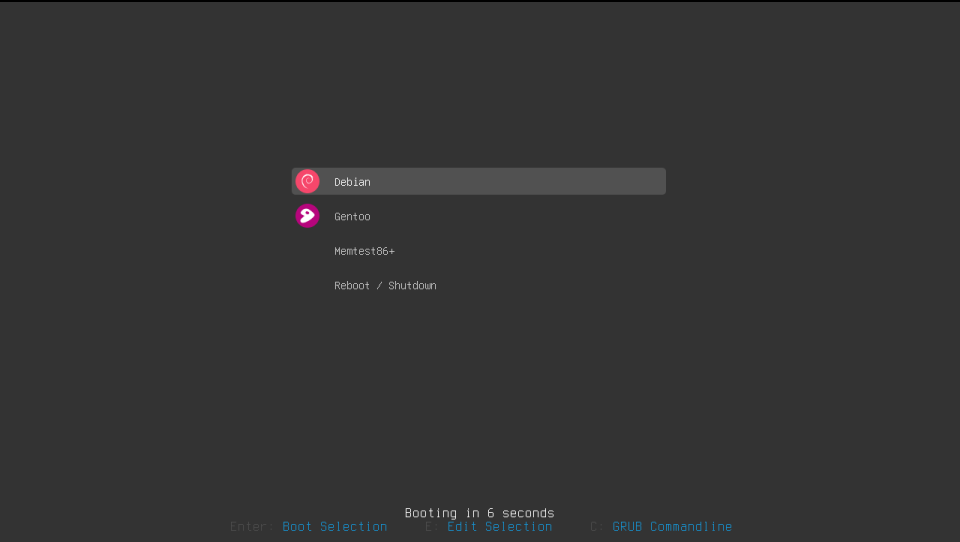 Debian
Gentoo
Memtest86+
Reboot / Shutdown
Booting in 6 seconds
Enter: Boot Selection E: Edit Selection C: GRUB Commandline